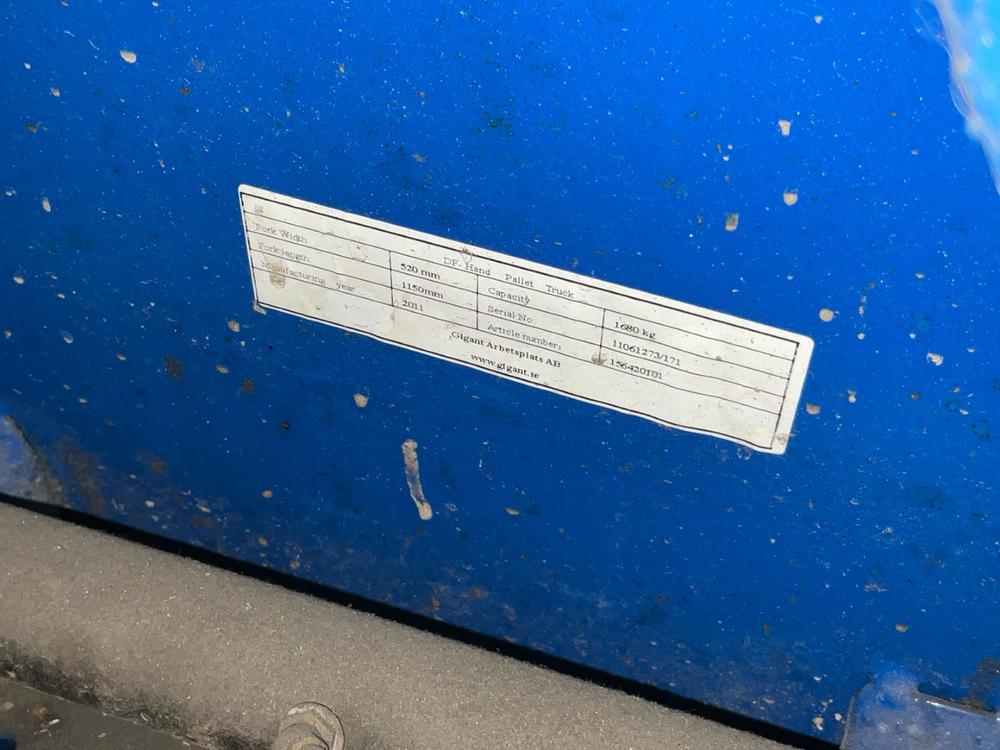 DF- Hand Pallet Truck
Fork Width 520 mm Capacity 1680 kg
Fork length: 1150mm Serial No 11061273/171
Manufacturing year 2011 Article number: 156420101
Gigant Arbetsplats AB
www.gigant.se